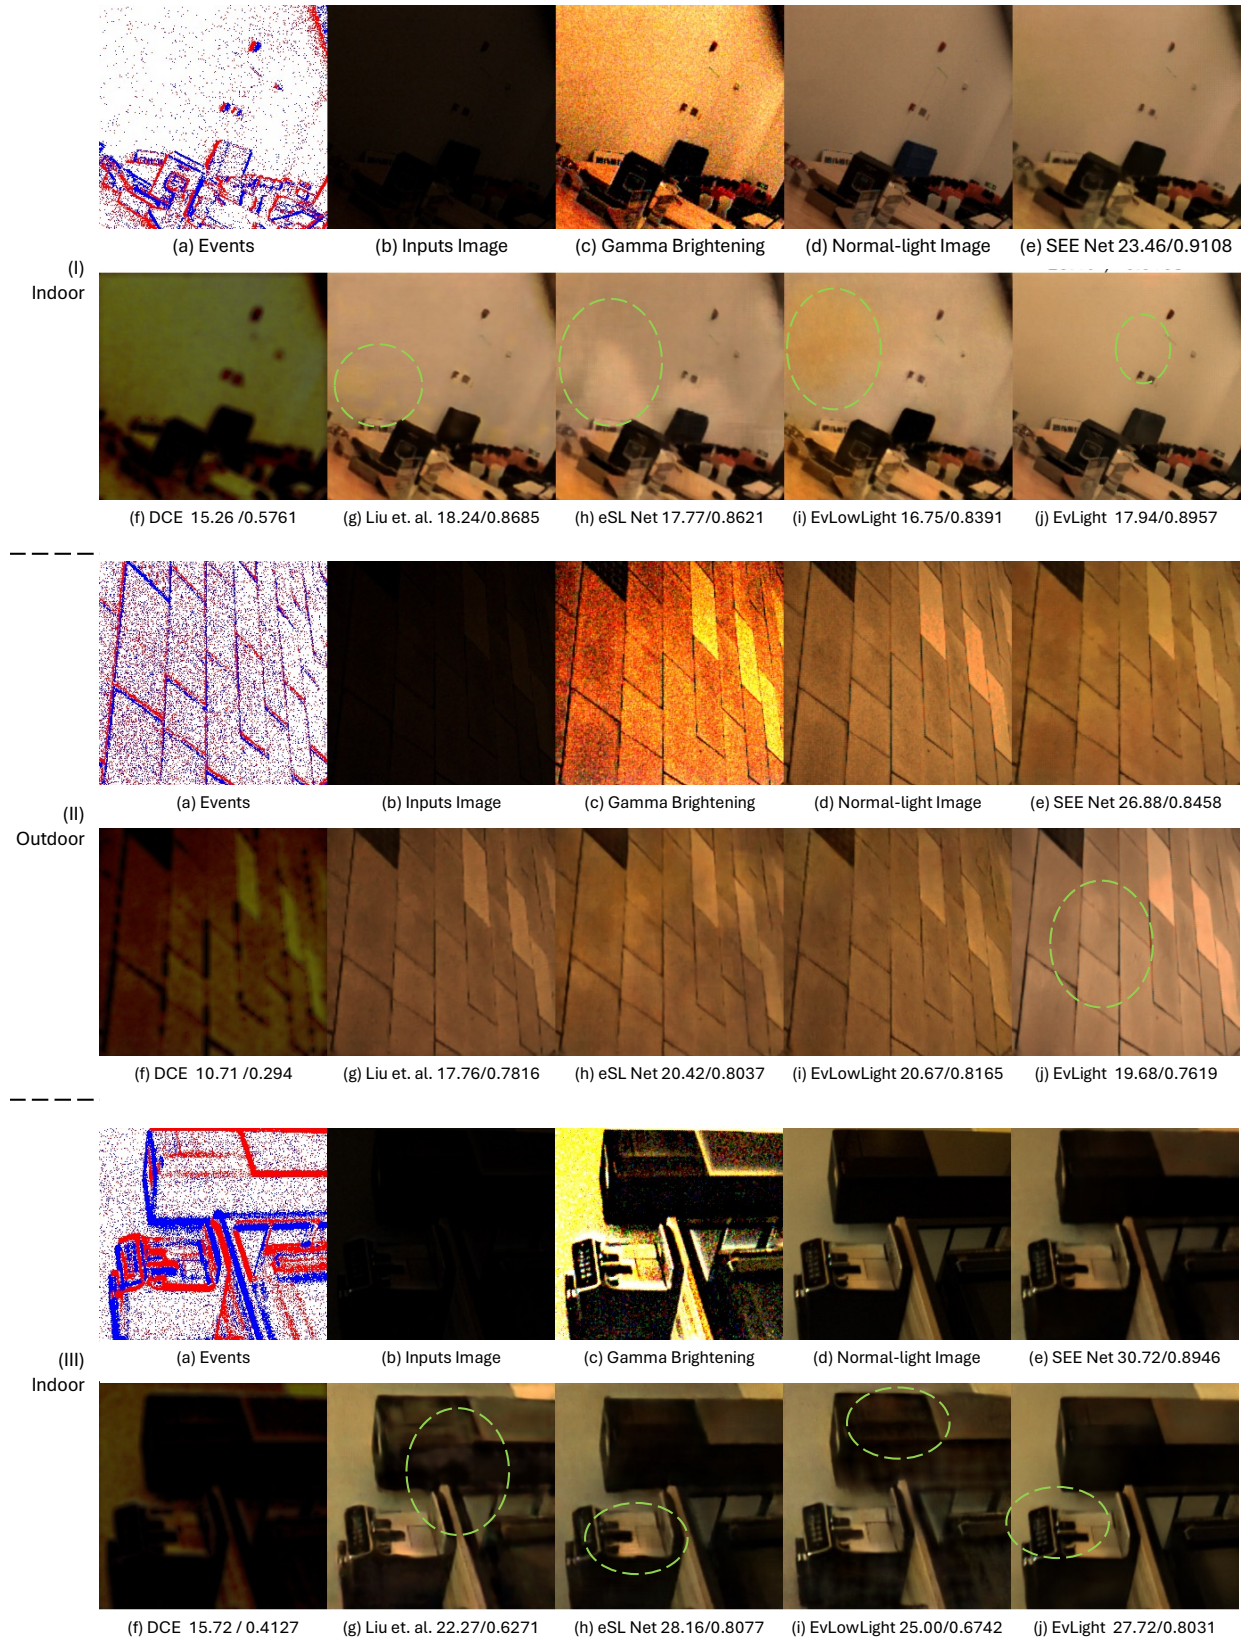 (a) Events
(b) Inputs Image
(c) Gamma Brightening
(d) Normal-light Image
(e) SEE Net 23.46/0.9108
(I)
Indoor
(f) DCE 15.26 /0.5761
(g) Liu et. al. 18.24/0.8685
(h) eSL Net 17.77/0.8621
(i) EvLowLight 16.75/0.8391
(j) EvLight 17.94/0.8957
(a) Events
(b) Inputs Image
(c) Gamma Brightening
(d) Normal-light Image
(e) SEE Net 26.88/0.8458
(II)
Outdoor
(f) DCE 10.71 /0.294
(g) Liu et. al. 17.76/0.7816
(h) eSL Net 20.42/0.8037
(i) EvLowLight 20.67/0.8165
(j) EvLight 19.68/0.7619
(a) Events
(b) Inputs Image
(c) Gamma Brightening
(d) Normal-light Image
(e) SEE Net 30.72/0.8946
(III)
Indoor
(f) DCE 15.72 / 0.4127
(g) Liu et. al. 22.27/0.6271
(h) eSL Net 28.16/0.8077
(i) EvLowLight 25.00/0.6742
(j) EvLight 27.72/0.8031